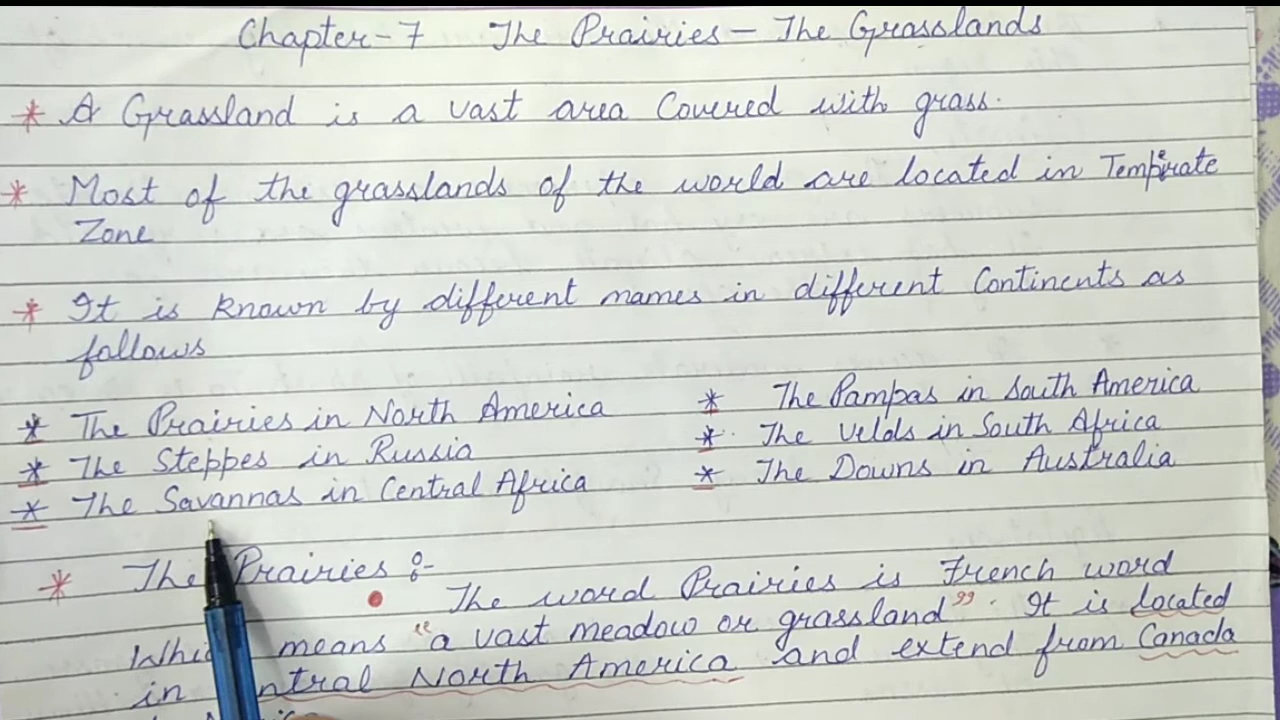 Chapter-7 The Prairies - The Grasslands
* A Grassland is a vast area Covered with grass.
* Most of the grasslands of the world are located in Temperate
Zone
* It is known by different names in different Continents as
follows
* The Prairies in North America
* The Steppes in Russia
* The Savannas in Central Africa
* The Pampas in South America
* The Velds in South Africa
* The Downs in Australia
* The Prairies :-
The word Prairies is French word
means "a vast meadow or grassland". It is located
in North America and extend from Canada